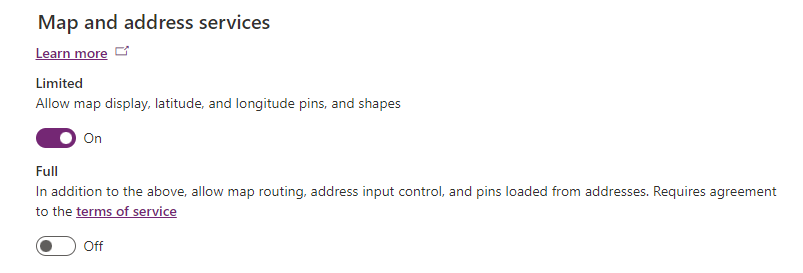 Map and address services
Learn more
Limited
Allow map display, latitude, and longitude pins, and shapes
On
Full
In addition to the above, allow map routing, address input control, and pins loaded from addresses. Requires agreement
to the terms of service
Off